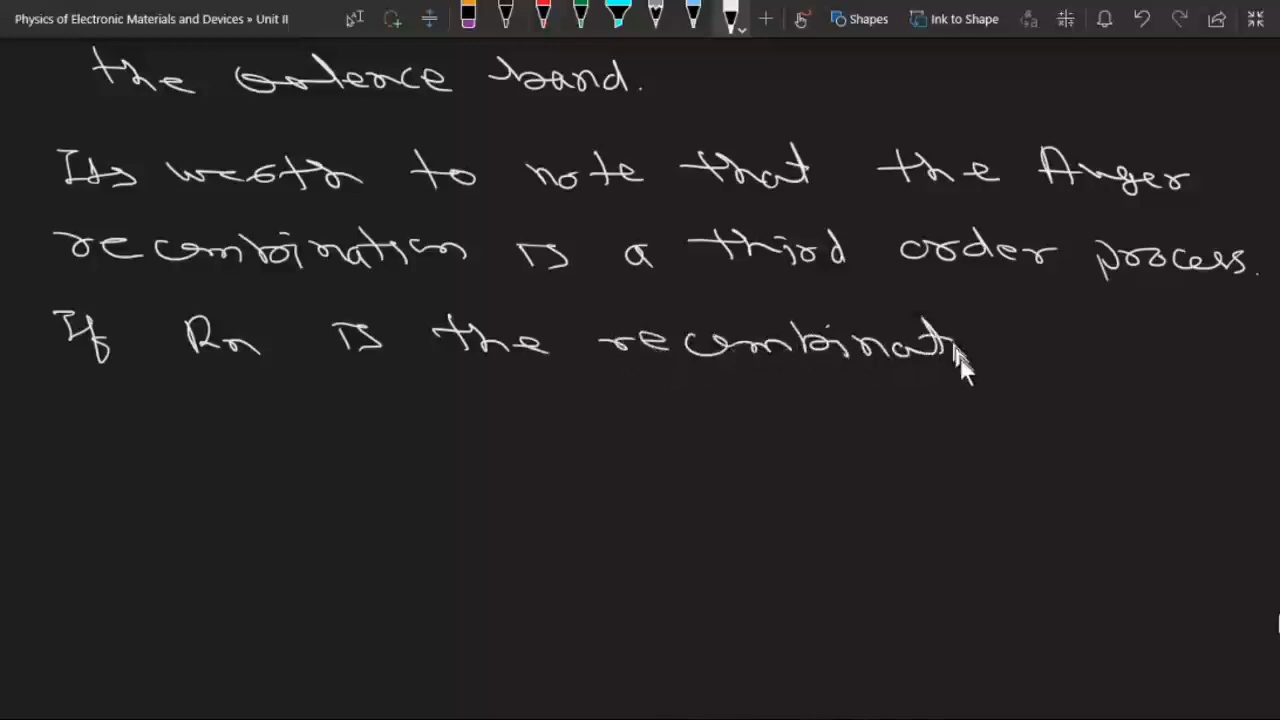 Physics of Electronic Materials and Devices » Unit II
Shapes
Ink to Shape
the valence band.
Its worth to note that the Auger
recombination is a third order process.
If Rn is the recombinat